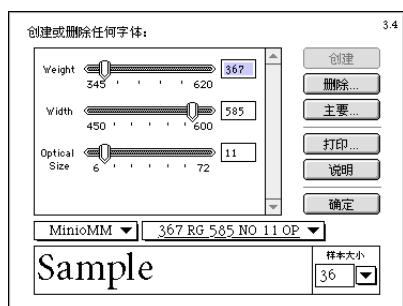 3.4
创建或删除任何字体：
Weight 367
345 620
Width 585
450 600
Optical Size 11
6 72
创建
删除...
主要...
打印...
说明
确定
MinioMM 367 RG 585 NO 11 OP
Sample
样本大小
36